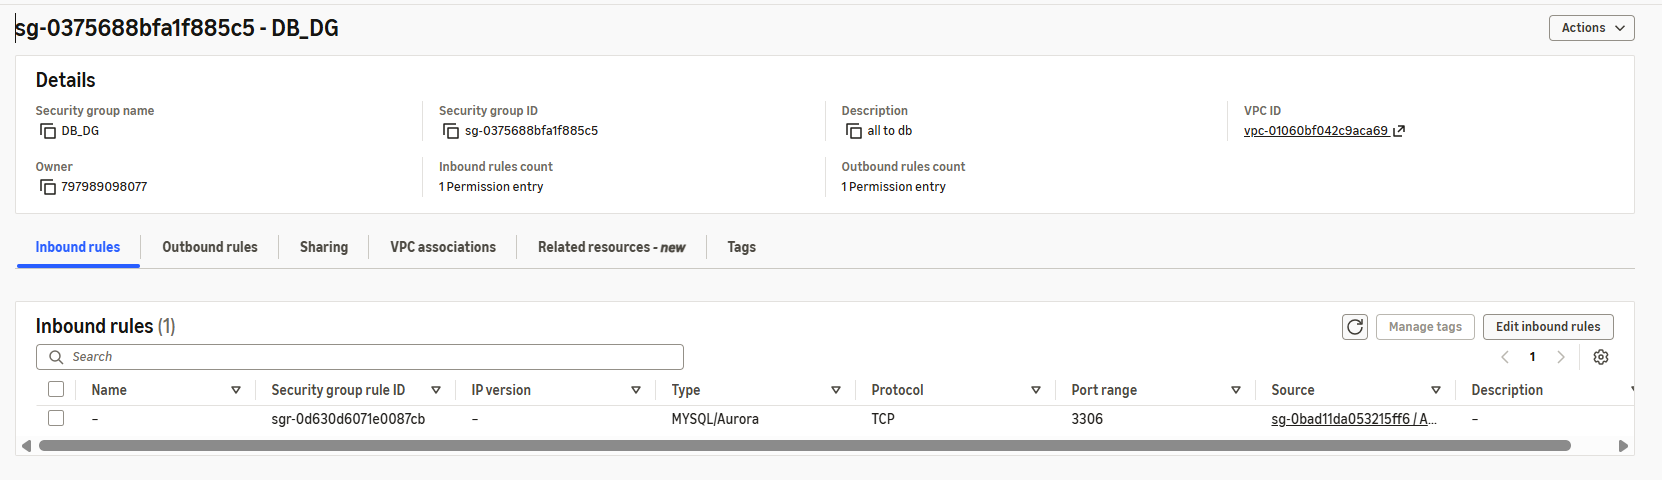 sg-0375688bfa1f885c5 - DB_DG
Actions
Details
Security group name
DB_DG
Security group ID
sg-0375688bfa1f885c5
Description
all to db
VPC ID
vpc-01060bf042c9aca69
Owner
797989098077
Inbound rules count
1 Permission entry
Outbound rules count
1 Permission entry
Inbound rules
Outbound rules
Sharing
VPC associations
Related resources - new
Tags
Inbound rules (1)
Manage tags
Edit inbound rules
Search
1
Name
Security group rule ID
IP version
Type
Protocol
Port range
Source
Description
–
sgr-0d630d6071e0087cb
–
MYSQL/Aurora
TCP
3306
sg-0bad11da053215ff6 / A...
–